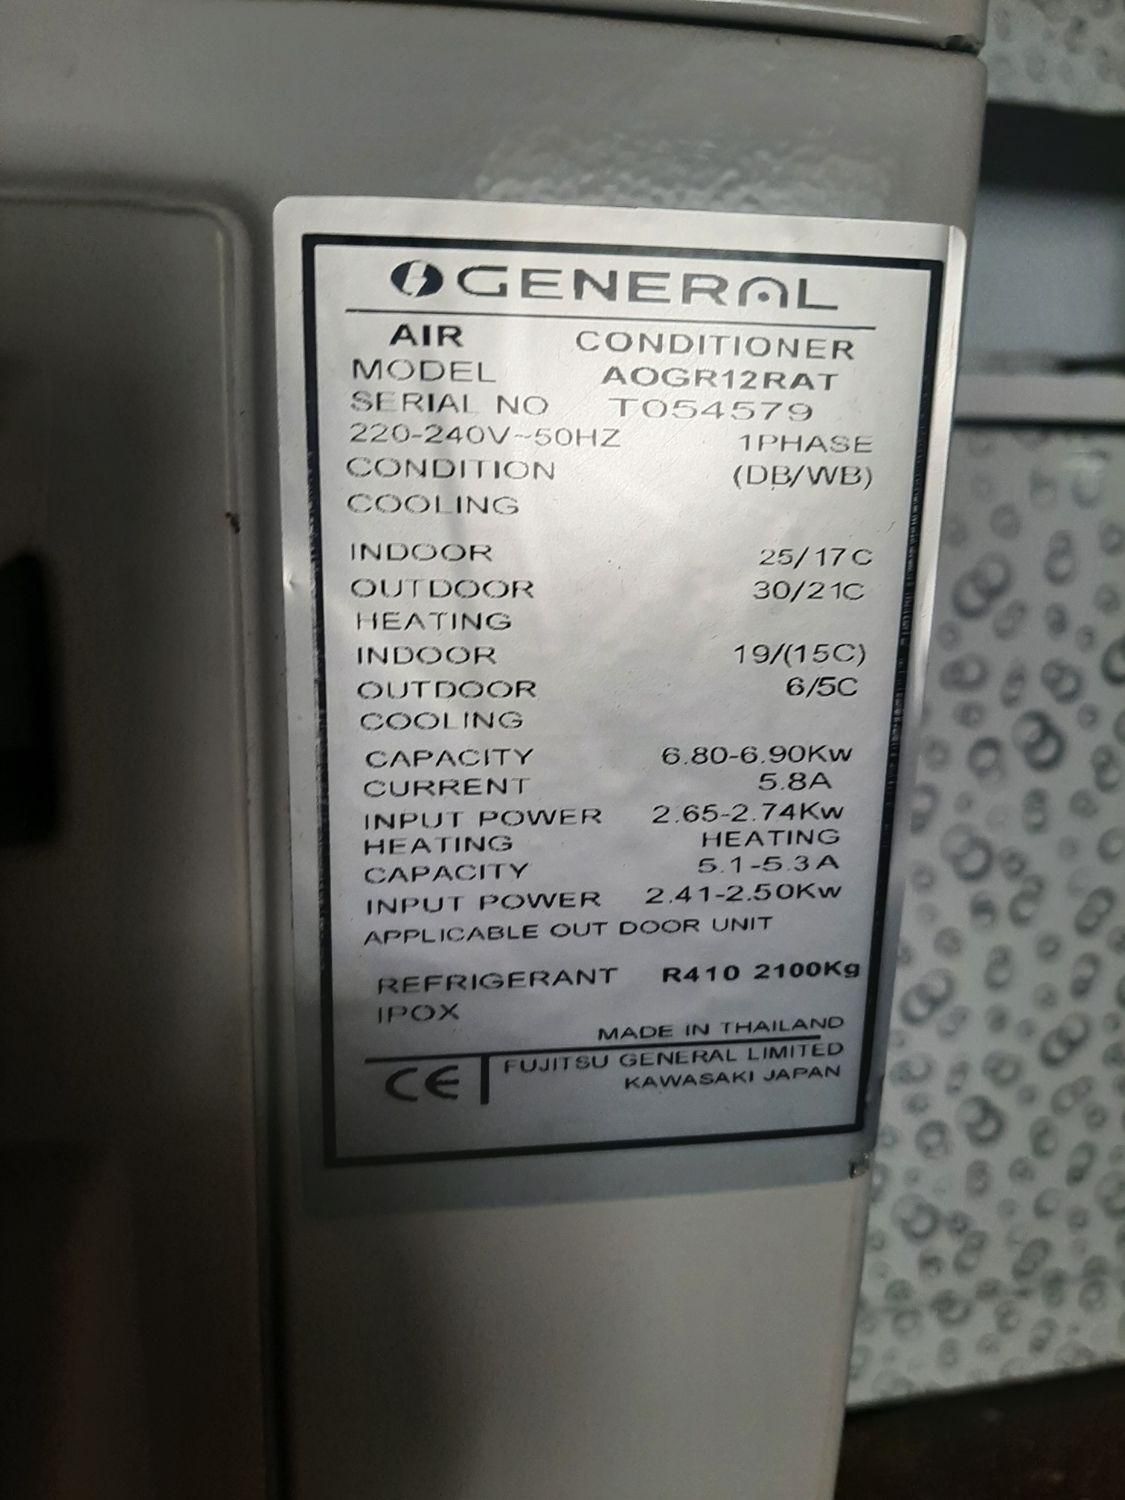 GENERAL
AIR CONDITIONER
MODEL AOGR12RAT
SERIAL NO T054579
220-240V~50HZ 1PHASE
CONDITION (DB/WB)
COOLING
INDOOR 25/17C
OUTDOOR 30/21C
HEATING
INDOOR 19/(15C)
OUTDOOR 6/5C
COOLING
CAPACITY 6.80-6.90Kw
CURRENT 5.8A
INPUT POWER 2.65-2.74Kw
HEATING HEATING
CAPACITY 5.1-5.3A
INPUT POWER 2.41-2.50Kw
APPLICABLE OUT DOOR UNIT
REFRIGERANT R410 2100Kg
IPOX
MADE IN THAILAND
CE FUJITSU GENERAL LIMITED
KAWASAKI JAPAN